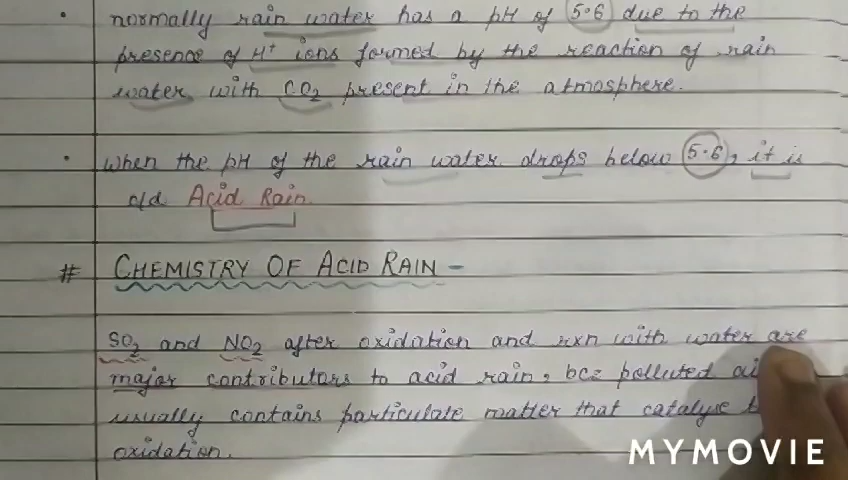 • normally rain water has a pH of 5.6 due to the
presence of H⁺ ions formed by the reaction of rain
water with CO₂ present in the atmosphere.
• when the pH of the rain water drops below 5.6, it is
c/d Acid Rain
# CHEMISTRY OF ACID RAIN -
SO₂ and NO₂ after oxidation and rxn with water are
major contributors to acid rain, bcz polluted
usually contains particulate matter that catalyse
oxidation.
MYMOVIE